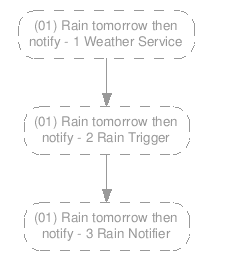 (01) Rain tomorrow then
notify - 1 Weather Service
(01) Rain tomorrow then
notify - 2 Rain Trigger
(01) Rain tomorrow then
notify - 3 Rain Notifier